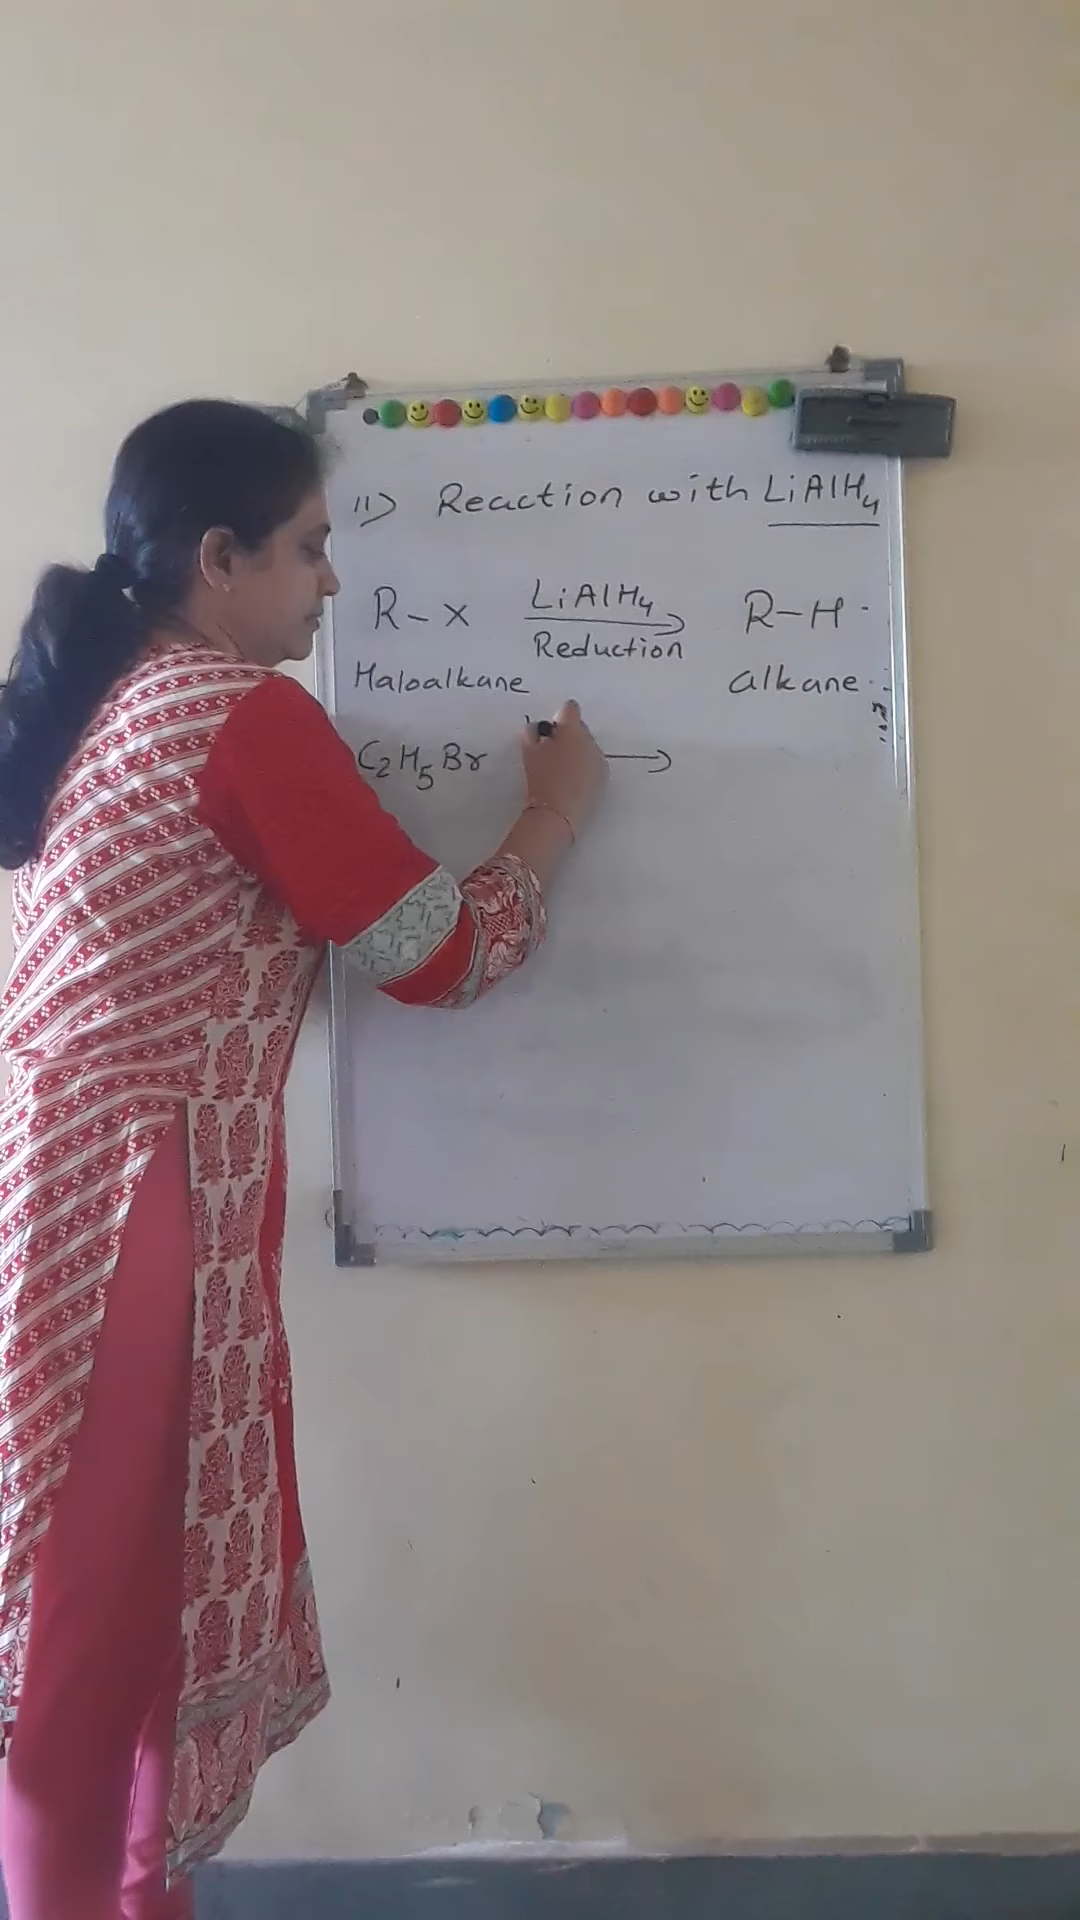 11) Reaction with LiAlH₄
R-X LiAlH₄ → R-H
Reduction
Haloalkane alkane
C₂H₅Br →